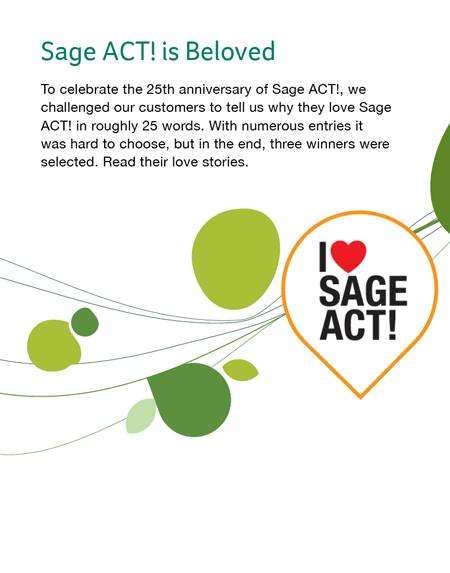 Sage ACT! is Beloved
To celebrate the 25th anniversary of Sage ACT!, we
challenged our customers to tell us why they love Sage
ACT! in roughly 25 words. With numerous entries it
was hard to choose, but in the end, three winners were
selected. Read their love stories.
I ❤
SAGE
ACT!